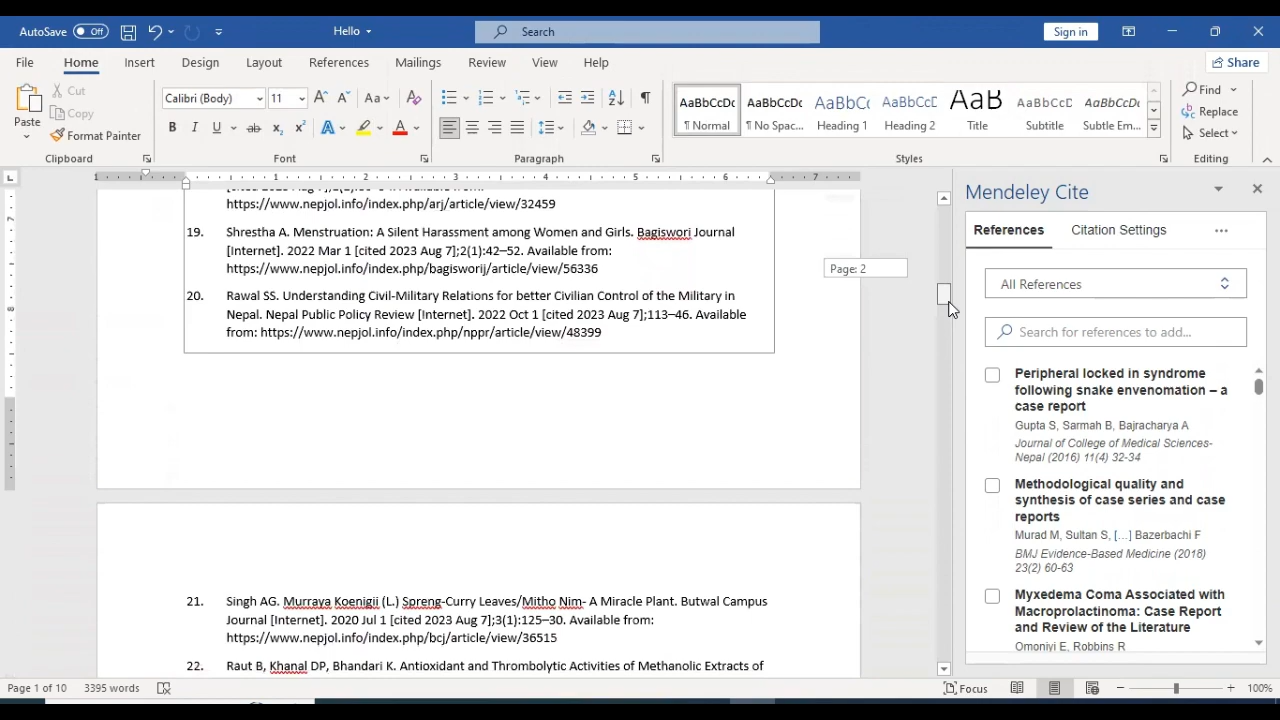 AutoSave Off Hello Search Sign in
File Home Insert Design Layout References Mailings Review View Help Share
Paste Cut Copy Format Painter
Calibri (Body) 11
AaBbCcDc AaBbCcDc AaBbC AaBbCcD AaB AaBbCcD AaBbCcD
¶ Normal ¶ No Spac... Heading 1 Heading 2 Title Subtitle Subtle Em...
Find
Replace
Select
Clipboard Font Paragraph Styles Editing
1 1 2 3 4 5 6 7
https://www.nepjol.info/index.php/arj/article/view/32459
19. Shrestha A. Menstruation: A Silent Harassment among Women and Girls. Bagiswori Journal
[Internet]. 2022 Mar 1 [cited 2023 Aug 7];2(1):42–52. Available from:
https://www.nepjol.info/index.php/bagisworij/article/view/56336
20. Rawal SS. Understanding Civil-Military Relations for better Civilian Control of the Military in
Nepal. Nepal Public Policy Review [Internet]. 2022 Oct 1 [cited 2023 Aug 7];113–46. Available
from: https://www.nepjol.info/index.php/nppr/article/view/48399
21. Singh AG. Murraya Koenigii (L.) Spreng-Curry Leaves/Mitho Nim- A Miracle Plant. Butwal Campus
Journal [Internet]. 2020 Jul 1 [cited 2023 Aug 7];3(1):125–30. Available from:
https://www.nepjol.info/index.php/bcj/article/view/36515
22. Raut B, Khanal DP, Bhandari K. Antioxidant and Thrombolytic Activities of Methanolic Extracts of
Page: 2
Mendeley Cite
References Citation Settings
All References
Search for references to add...
Peripheral locked in syndrome
following snake envenomation – a
case report
Gupta S, Sarmah B, Bajracharya A
Journal of College of Medical Sciences-
Nepal (2016) 11(4) 32-34
Methodological quality and
synthesis of case series and case
reports
Murad M, Sultan S, [...] Bazerbachi F
BMJ Evidence-Based Medicine (2018)
23(2) 60-63
Myxedema Coma Associated with
Macroprolactinoma: Case Report
and Review of the Literature
Omoniyi E, Robbins R
Page 1 of 10 3395 words Focus 100%